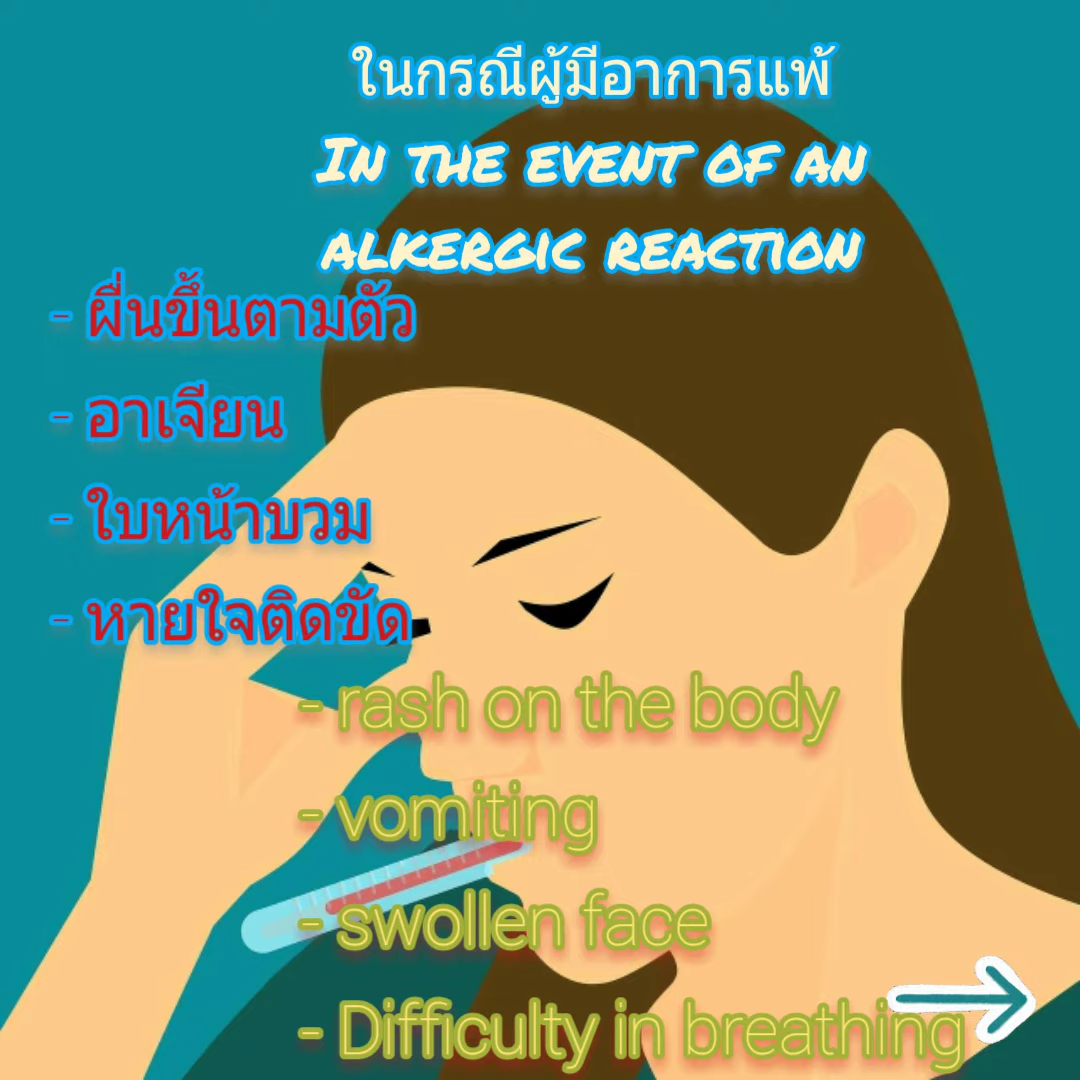 ในกรณีผู้มีอาการแพ้
In the event of an
alkergic reaction
- ผื่นขึ้นตามตัว
- อาเจียน
- ใบหน้าบวม
- หายใจติดขัด
- rash on the body
- vomiting
- swollen face
- Difficulty in breathing